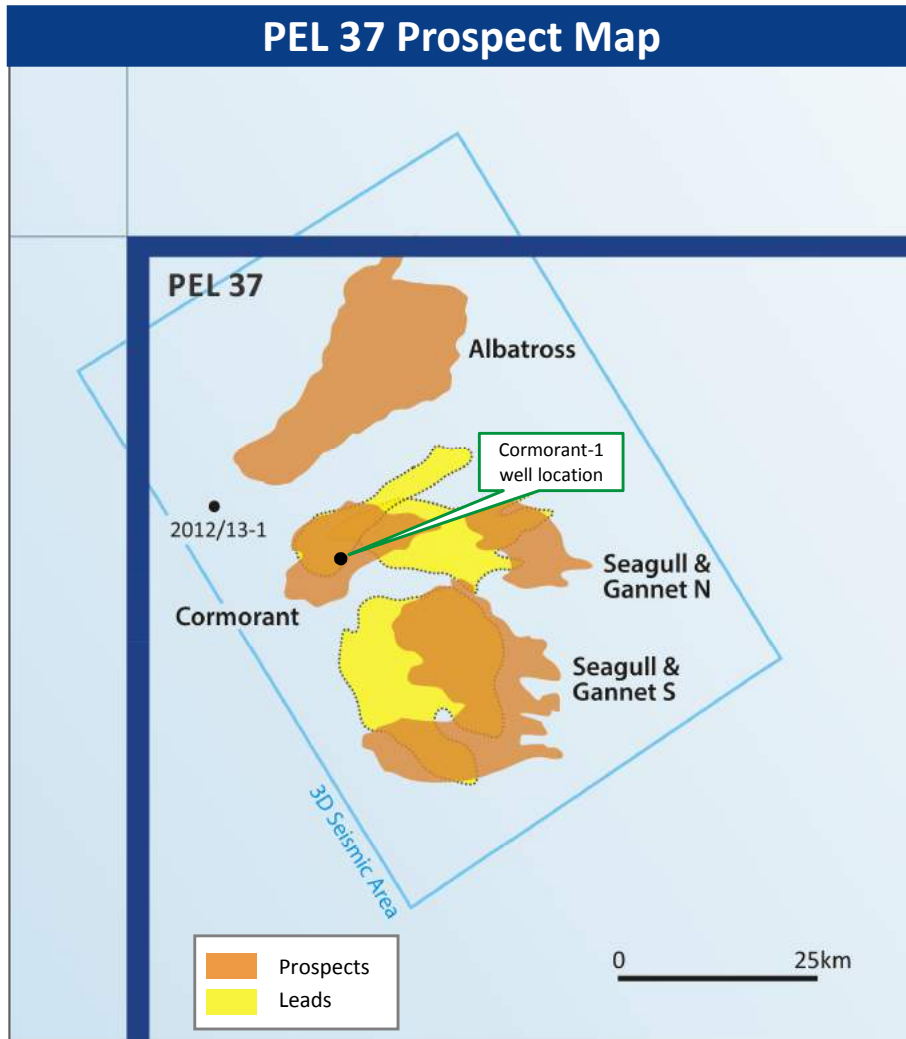 PEL 37 Prospect Map
PEL 37
Albatross
Cormorant-1
well location
2012/13-1
Seagull &
Gannet N
Cormorant
Seagull &
Gannet S
3D Seismic Area
Prospects
Leads
0 25km